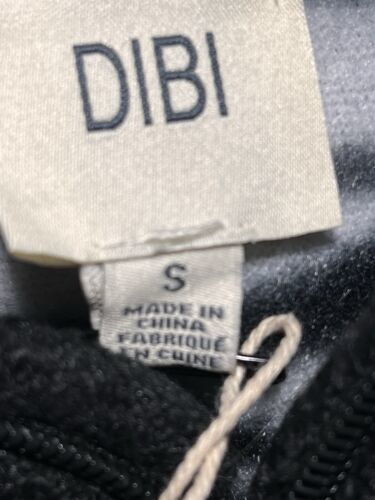 DIBI
S
MADE IN
CHINA
FABRIQUÉ
EN CHINE